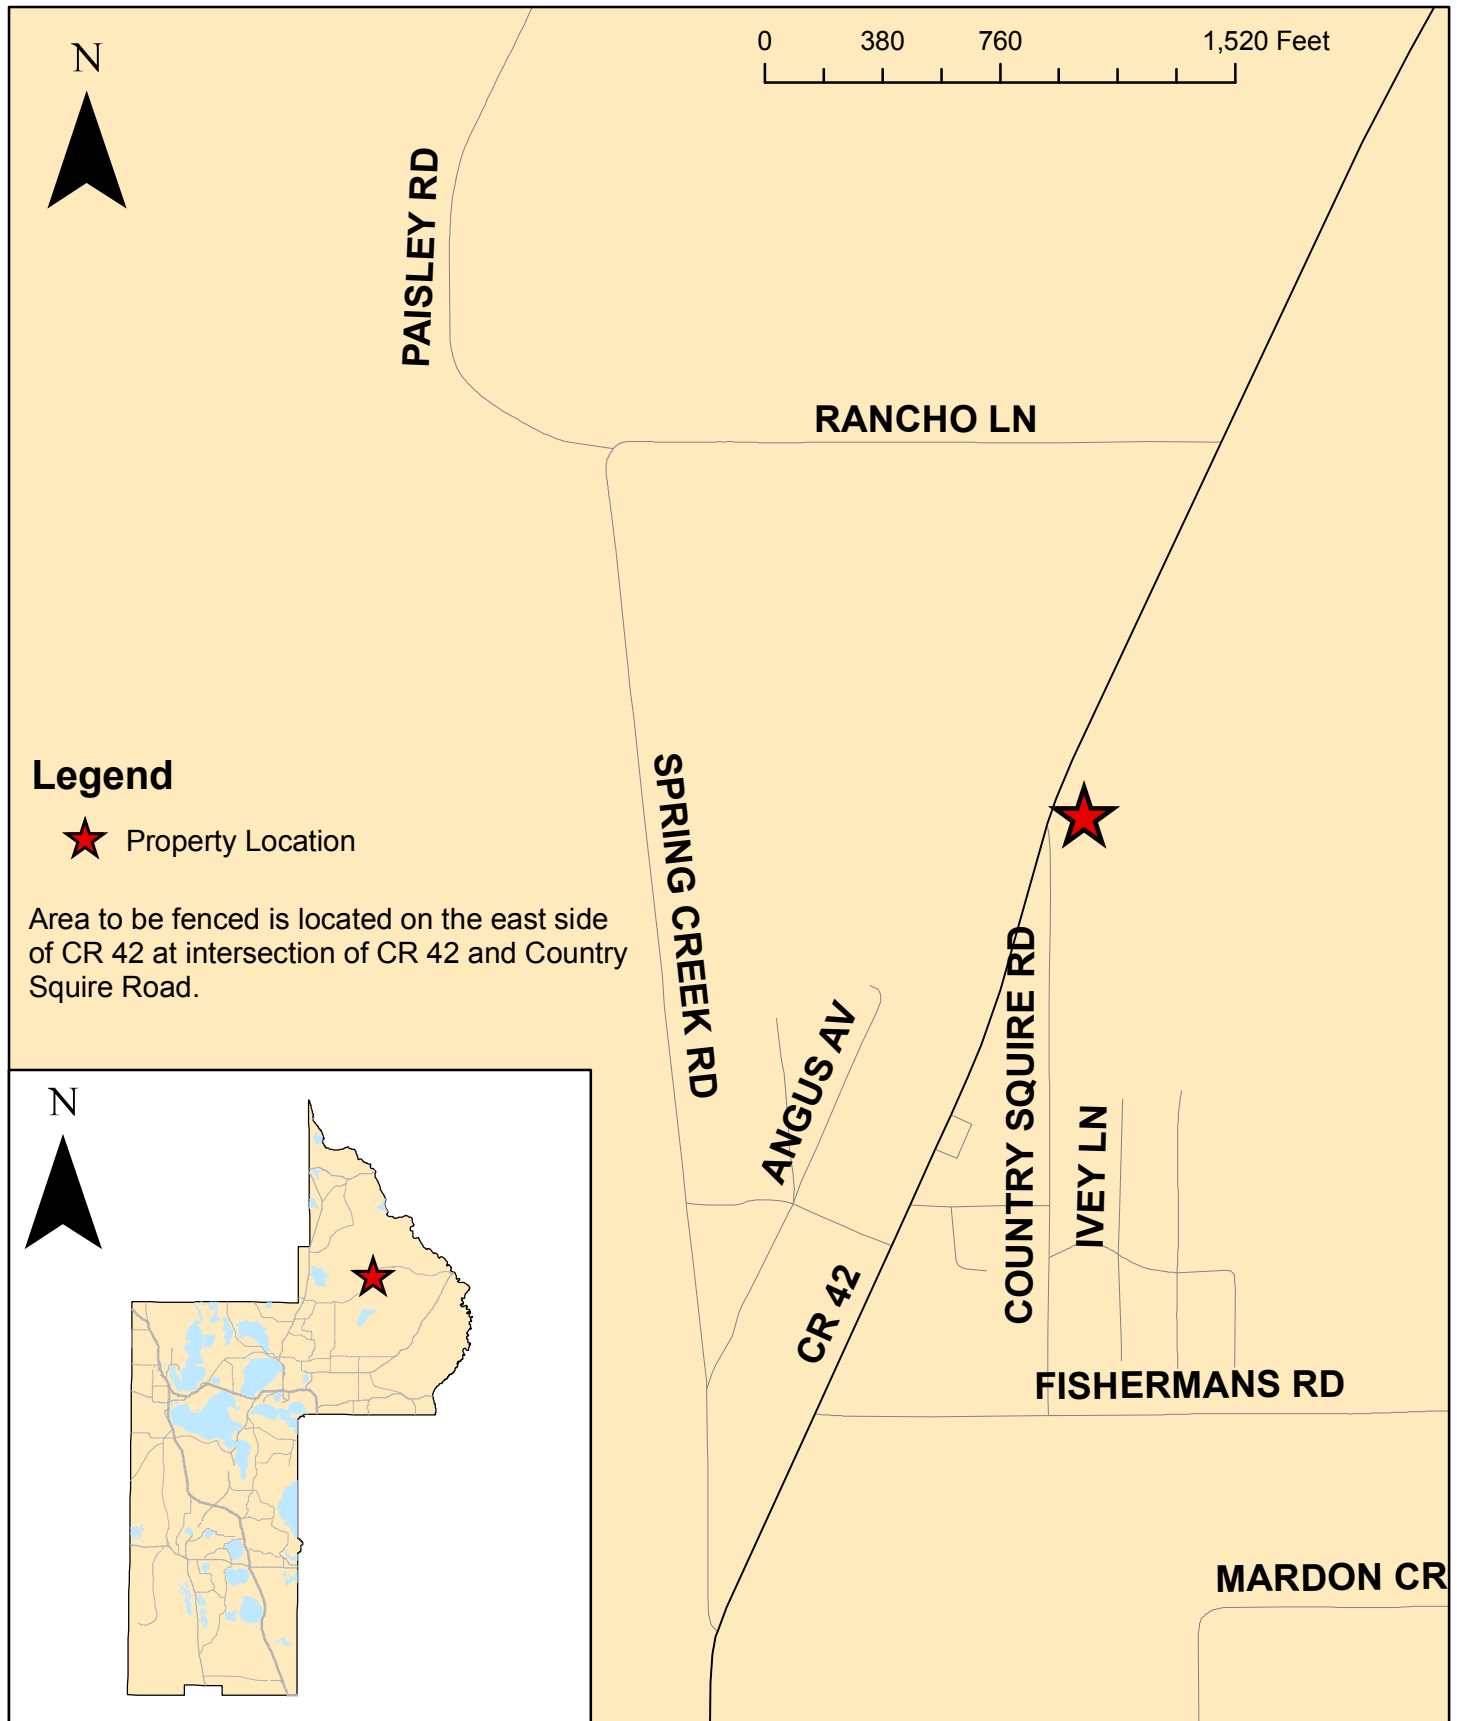 N
0 380 760 1,520 Feet
PAISLEY RD
RANCHO LN
Legend
Property Location
Area to be fenced is located on the east side
of CR 42 at intersection of CR 42 and Country
Squire Road.
SPRING CREEK RD
COUNTRY SQUIRE RD
ANGUS AV
IVEY LN
CR 42
FISHERMANS RD
MARDON CR
N